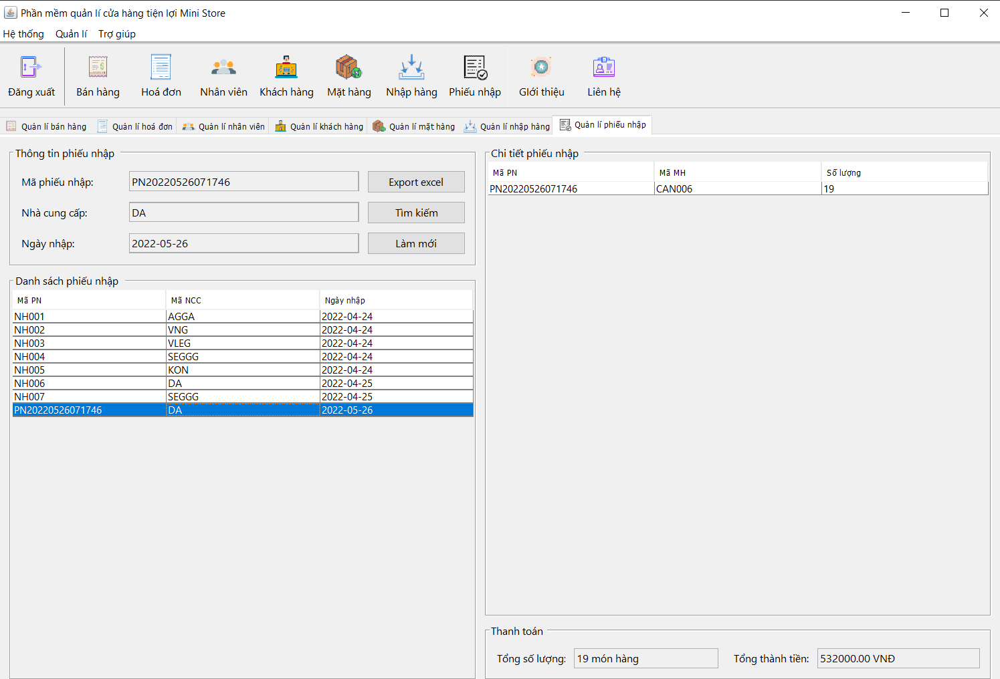 Phần mềm quản lí cửa hàng tiện lợi Mini Store
Hệ thống Quản lí Trợ giúp
Đăng xuất Bán hàng Hoá đơn Nhân viên Khách hàng Mặt hàng Nhập hàng Phiếu nhập GIới thiệu Liên hệ
Quản lí bán hàng Quản lí hoá đơn Quản lí nhân viên Quản lí khách hàng Quản lí mặt hàng Quản lí nhập hàng Quản lí phiếu nhập
Thông tin phiếu nhập
Mã phiếu nhập: PN20220526071746 Export excel
Nhà cung cấp: DA Tìm kiếm
Ngày nhập: 2022-05-26 Làm mới
Danh sách phiếu nhập
Mã PN Mã NCC Ngày nhập
NH001 AGGA 2022-04-24
NH002 VNG 2022-04-24
NH003 VLEG 2022-04-24
NH004 SEGGG 2022-04-24
NH005 KON 2022-04-24
NH006 DA 2022-04-25
NH007 SEGGG 2022-04-25
PN20220526071746 DA 2022-05-26
Chi tiết phiếu nhập
Mã PN Mã MH Số lượng
PN20220526071746 CAN006 19
Thanh toán
Tổng số lượng: 19 món hàng Tổng thành tiền: 532000.00 VNĐ